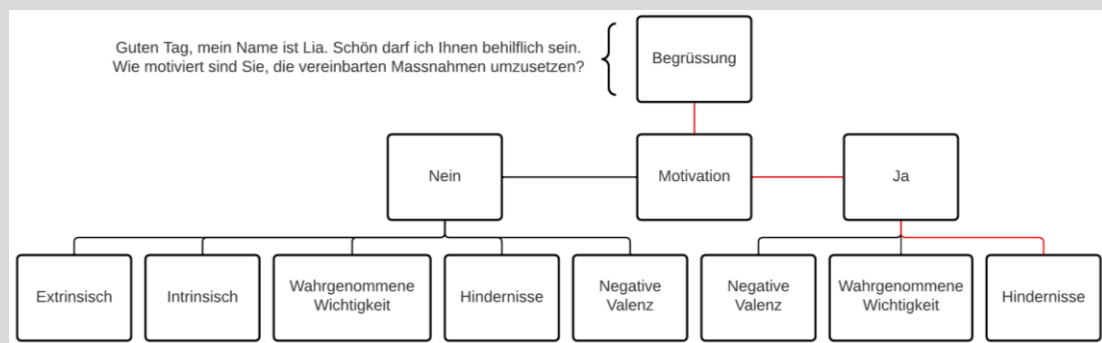 Guten Tag, mein Name ist Lia. Schön darf ich Ihnen behilflich sein.
Wie motiviert sind Sie, die vereinbarten Massnahmen umzusetzen?
Begrüssung
Nein
Motivation
Ja
Extrinsisch
Intrinsisch
Wahrgenommene
Wichtigkeit
Hindernisse
Negative
Valenz
Negative
Valenz
Wahrgenommene
Wichtigkeit
Hindernisse